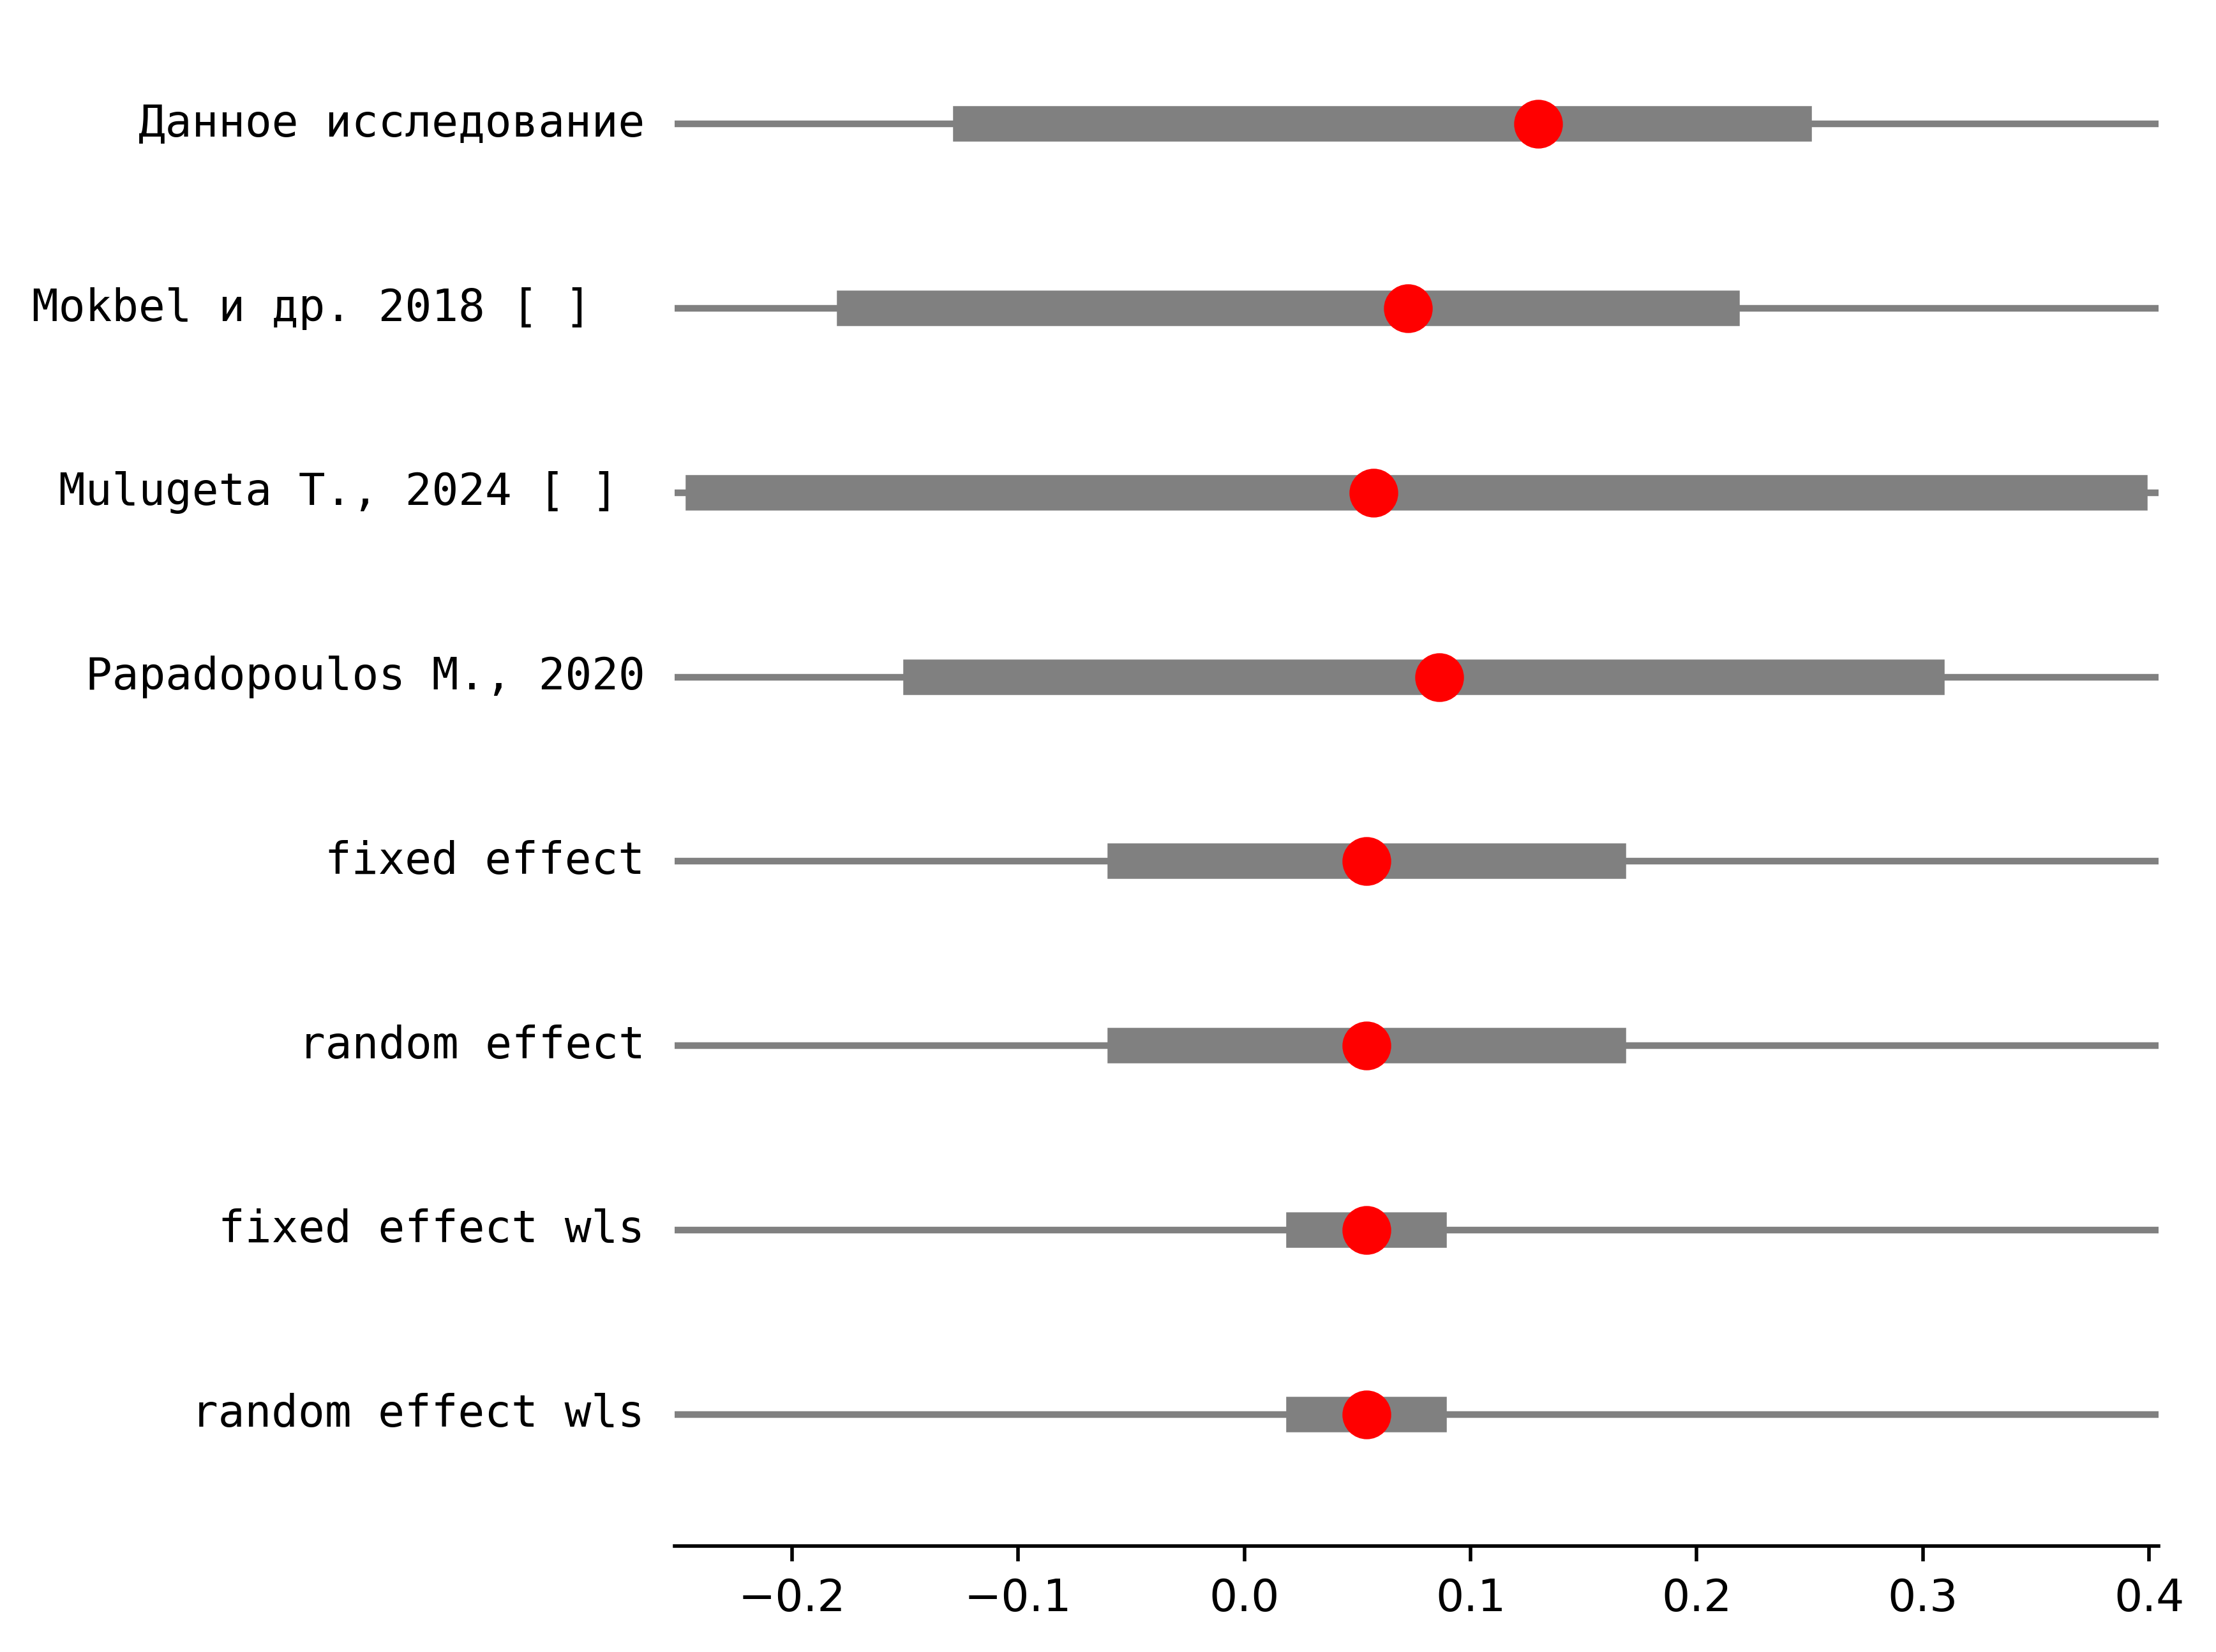 Данное исследование
Mokbel и др. 2018 [ ]
Mulugeta T., 2024 [ ]
Papadopoulos M., 2020
fixed effect
random effect
fixed effect wls
random effect wls
−0.2 −0.1 0.0 0.1 0.2 0.3 0.4